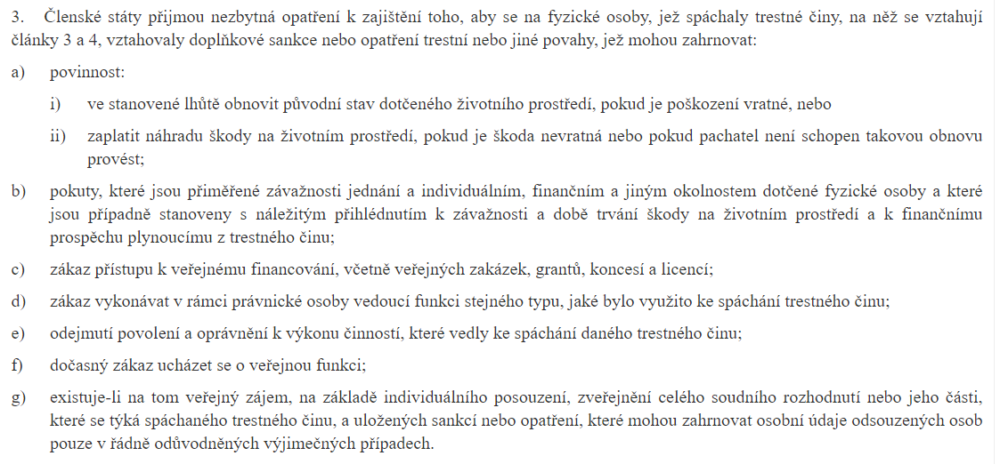 3. Členské státy přijmou nezbytná opatření k zajištění toho, aby se na fyzické osoby, jež spáchaly trestné činy, na něž se vztahují
články 3 a 4, vztahovaly doplňkové sankce nebo opatření trestní nebo jiné povahy, jež mohou zahrnovat:
a) povinnost:
i) ve stanovené lhůtě obnovit původní stav dotčeného životního prostředí, pokud je poškození vratné, nebo
ii) zaplatit náhradu škody na životním prostředí, pokud je škoda nevratná nebo pokud pachatel není schopen takovou obnovu
provést;
b) pokuty, které jsou přiměřené závažnosti jednání a individuálním, finančním a jiným okolnostem dotčené fyzické osoby a které
jsou případně stanoveny s náležitým přihlédnutím k závažnosti a době trvání škody na životním prostředí a k finančnímu
prospěchu plynoucímu z trestného činu;
c) zákaz přístupu k veřejnému financování, včetně veřejných zakázek, grantů, koncesí a licencí;
d) zákaz vykonávat v rámci právnické osoby vedoucí funkci stejného typu, jaké bylo využito ke spáchání trestného činu;
e) odejmutí povolení a oprávnění k výkonu činností, které vedly ke spáchání daného trestného činu;
f) dočasný zákaz ucházet se o veřejnou funkci;
g) existuje-li na tom veřejný zájem, na základě individuálního posouzení, zveřejnění celého soudního rozhodnutí nebo jeho části,
které se týká spáchaného trestného činu, a uložených sankcí nebo opatření, které mohou zahrnovat osobní údaje odsouzených osob
pouze v řádně odůvodněných výjimečných případech.